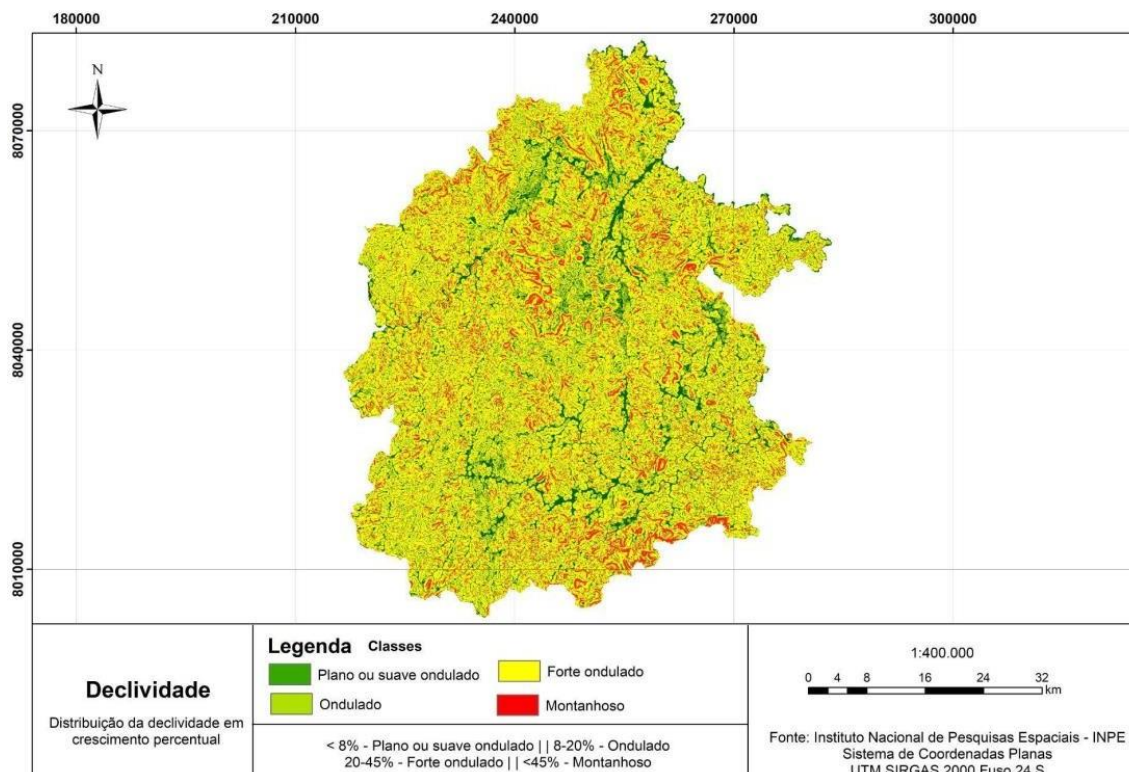 180000 210000 240000 270000 300000
N
8070000
8040000
8010000
Declividade
Distribuição da declividade em
crescimento percentual
Legenda Classes
Plano ou suave ondulado
Forte ondulado
Ondulado
Montanhoso
< 8% - Plano ou suave ondulado || 8-20% - Ondulado
20-45% - Forte ondulado || <45% - Montanhoso
1:400.000
0 4 8 16 24 32
km
Fonte: Instituto Nacional de Pesquisas Espaciais - INPE
Sistema de Coordenadas Planas
UTM SIRGAS 2000 Fuso 24 S